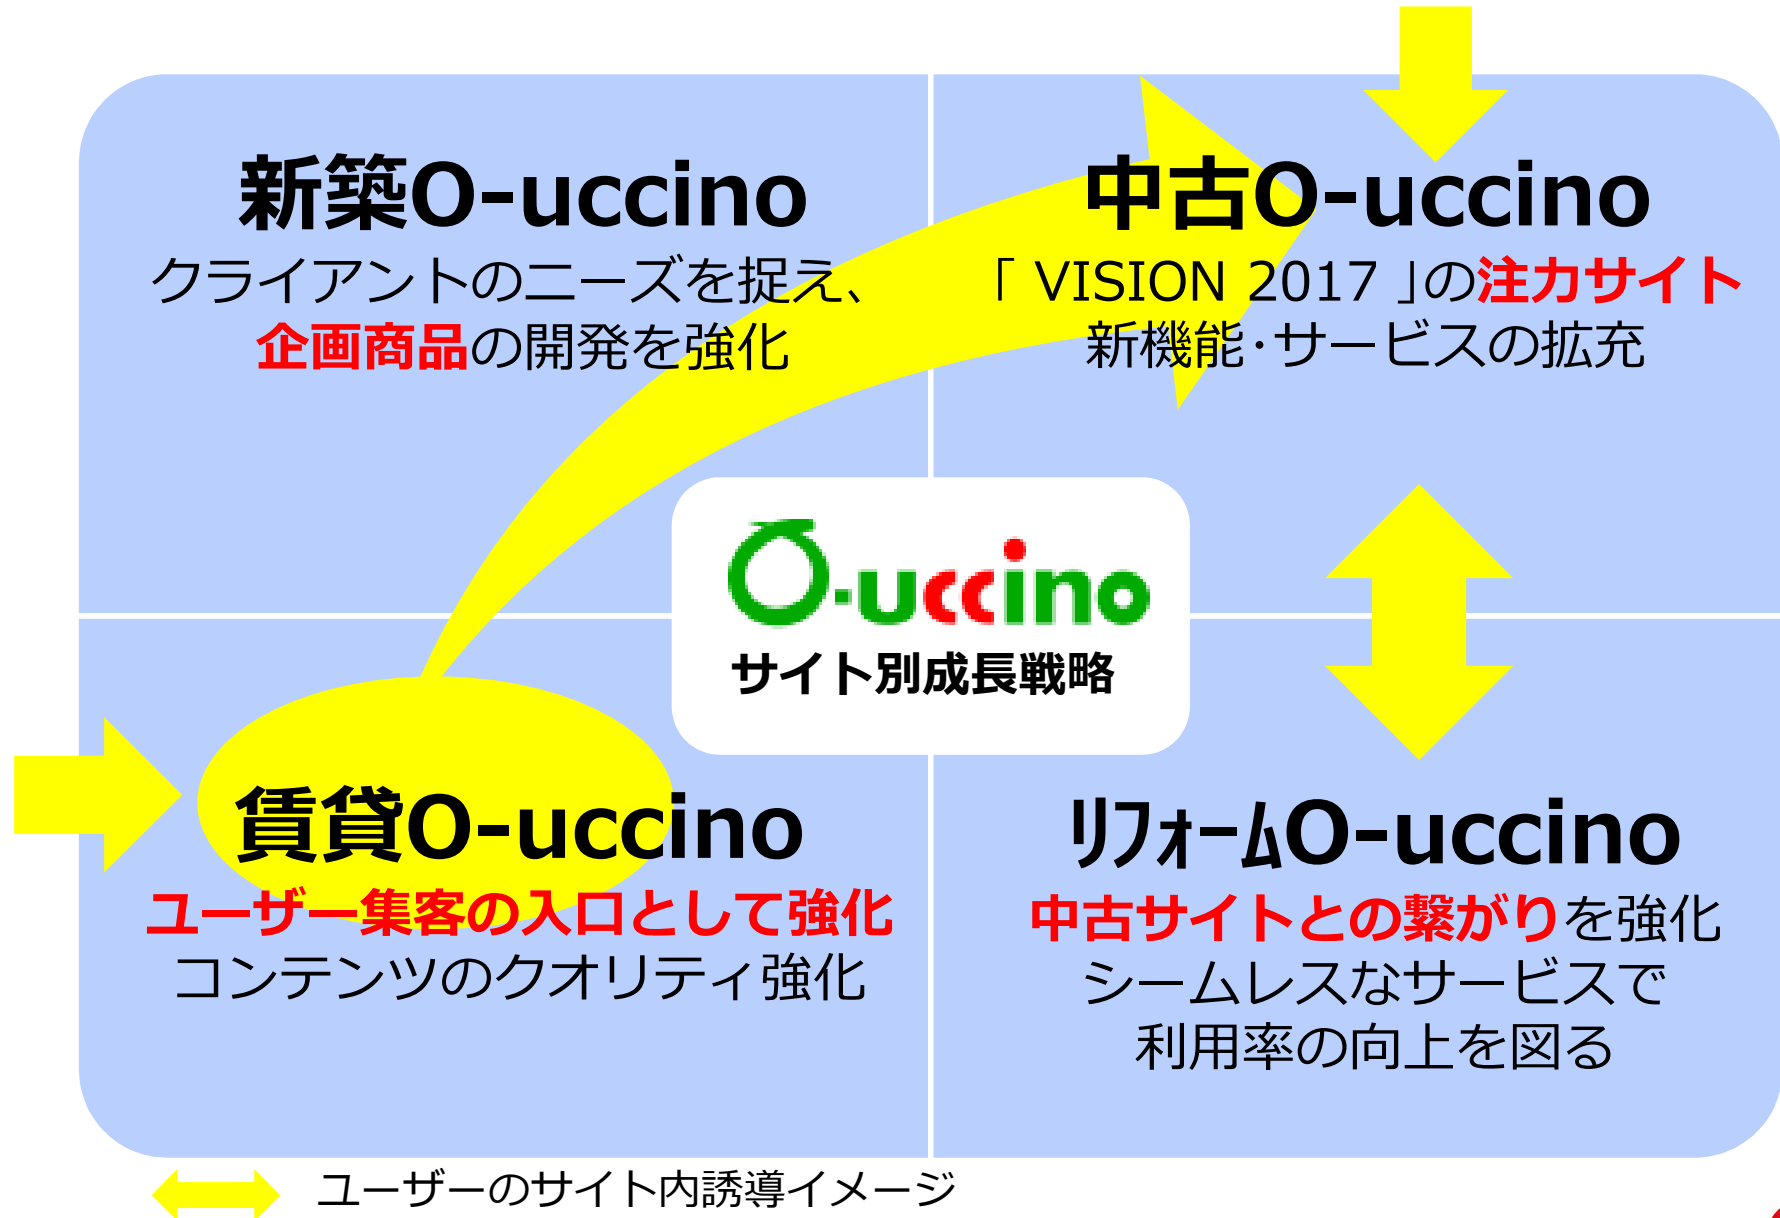 新築O-uccino
クライアントのニーズを捉え、
企画商品の開発を強化
中古O-uccino
「 VISION 2017 」の注力サイト
新機能･サービスの拡充
O-uccino
サイト別成長戦略
賃貸O-uccino
ユーザー集客の入口として強化
コンテンツのクオリティ強化
ﾘﾌｫｰﾑO-uccino
中古サイトとの繋がりを強化
シームレスなサービスで
利用率の向上を図る
ユーザーのサイト内誘導イメージ